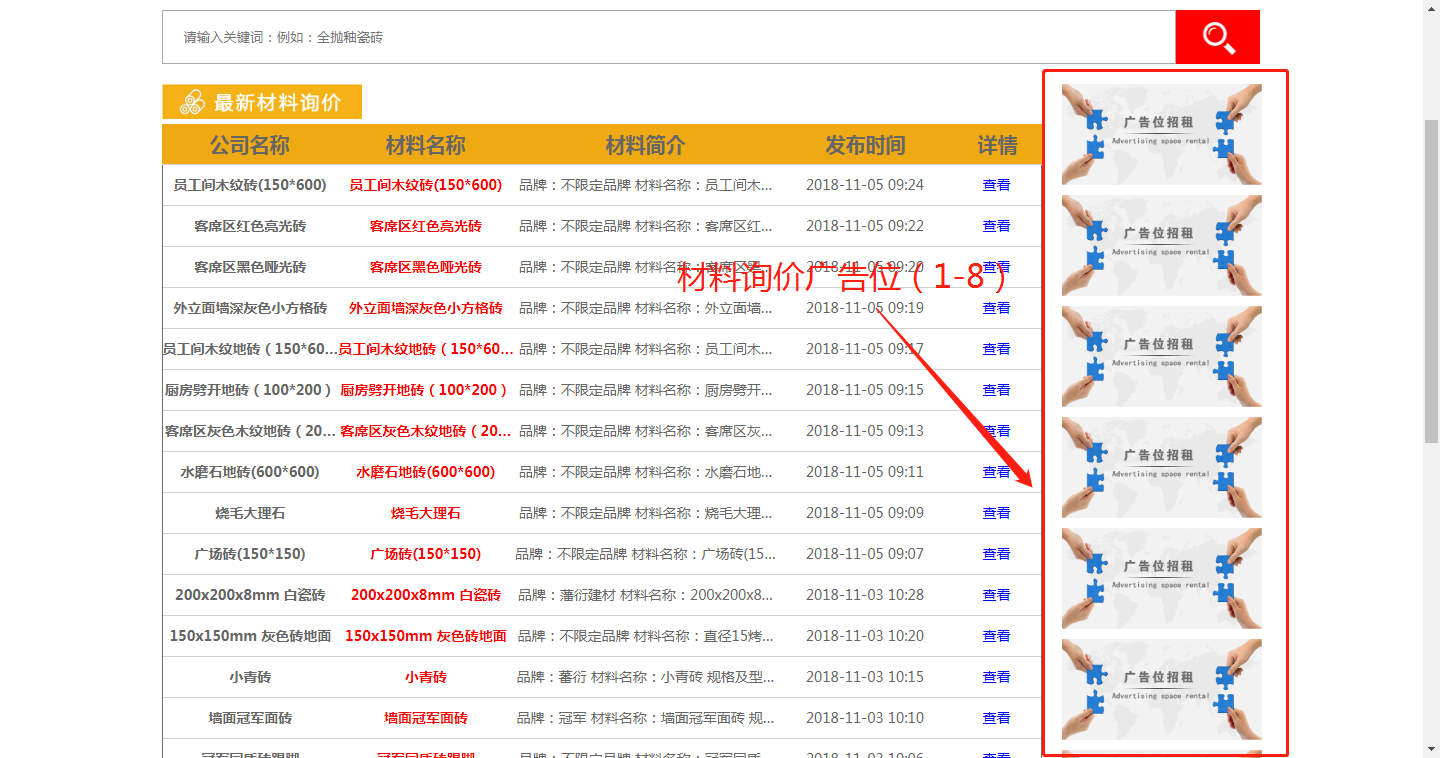 请输入关键词：例如：全抛釉瓷砖
最新材料询价
公司名称 材料名称 材料简介 发布时间 详情
员工间木纹砖(150*600) 员工间木纹砖(150*600) 品牌：不限定品牌 材料名称：员工间木... 2018-11-05 09:24 查看
客席区红色亮光砖 客席区红色亮光砖 品牌：不限定品牌 材料名称：客席区红... 2018-11-05 09:22 查看
客席区黑色哑光砖 客席区黑色哑光砖 品牌：不限定品牌 材料名称：客席区黑... 2018-11-05 09:20 查看
材料询价广告位（1-8）
外立面墙深灰色小方格砖 外立面墙深灰色小方格砖 品牌：不限定品牌 材料名称：外立面墙... 2018-11-05 09:19 查看
员工间木纹地砖（150*60... 员工间木纹地砖（150*60... 品牌：不限定品牌 材料名称：员工间木... 2018-11-05 09:17 查看
厨房劈开地砖（100*200） 厨房劈开地砖（100*200） 品牌：不限定品牌 材料名称：厨房劈开... 2018-11-05 09:15 查看
客席区灰色木纹地砖（20... 客席区灰色木纹地砖（20... 品牌：不限定品牌 材料名称：客席区灰... 2018-11-05 09:13 查看
水磨石地砖(600*600) 水磨石地砖(600*600) 品牌：不限定品牌 材料名称：水磨石地... 2018-11-05 09:11 查看
烧毛大理石 烧毛大理石 品牌：不限定品牌 材料名称：烧毛大理... 2018-11-05 09:09 查看
广场砖(150*150) 广场砖(150*150) 品牌：不限定品牌 材料名称：广场砖(15... 2018-11-05 09:07 查看
200x200x8mm 白瓷砖 200x200x8mm 白瓷砖 品牌：藩衍建材 材料名称：200x200x8... 2018-11-03 10:28 查看
150x150mm 灰色砖地面 150x150mm 灰色砖地面 品牌：不限定品牌 材料名称：直径15烤... 2018-11-03 10:20 查看
小青砖 小青砖 品牌：蕃衍 材料名称：小青砖 规格及型... 2018-11-03 10:15 查看
墙面冠军面砖 墙面冠军面砖 品牌：冠军 材料名称：墙面冠军面砖 规... 2018-11-03 10:10 查看
广告位招租
Advertising space rental
广告位招租
Advertising space rental
广告位招租
Advertising space rental
广告位招租
Advertising space rental
广告位招租
Advertising space rental
广告位招租
Advertising space rental